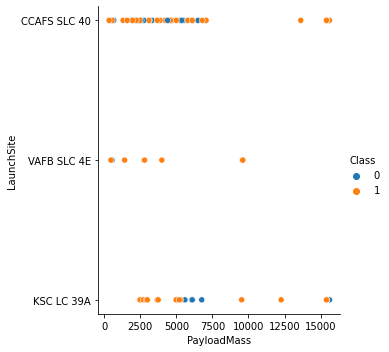 CCAFS SLC 40
VAFB SLC 4E
KSC LC 39A
LaunchSite
0 2500 5000 7500 10000 12500 15000
PayloadMass
Class
0
1